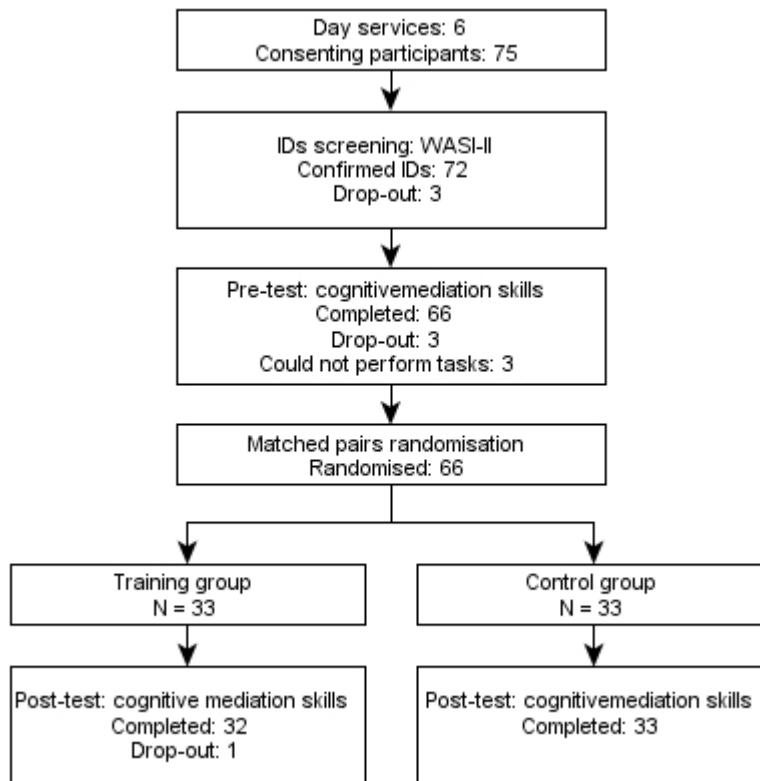 Day services: 6
Consenting participants: 75
IDs screening: WASI-II
Confirmed IDs: 72
Drop-out: 3
Pre-test: cognitivemediation skills
Completed: 66
Drop-out: 3
Could not perform tasks: 3
Matched pairs randomisation
Randomised: 66
Training group
N = 33
Control group
N = 33
Post-test: cognitive mediation skills
Completed: 32
Drop-out: 1
Post-test: cognitivemediation skills
Completed: 33